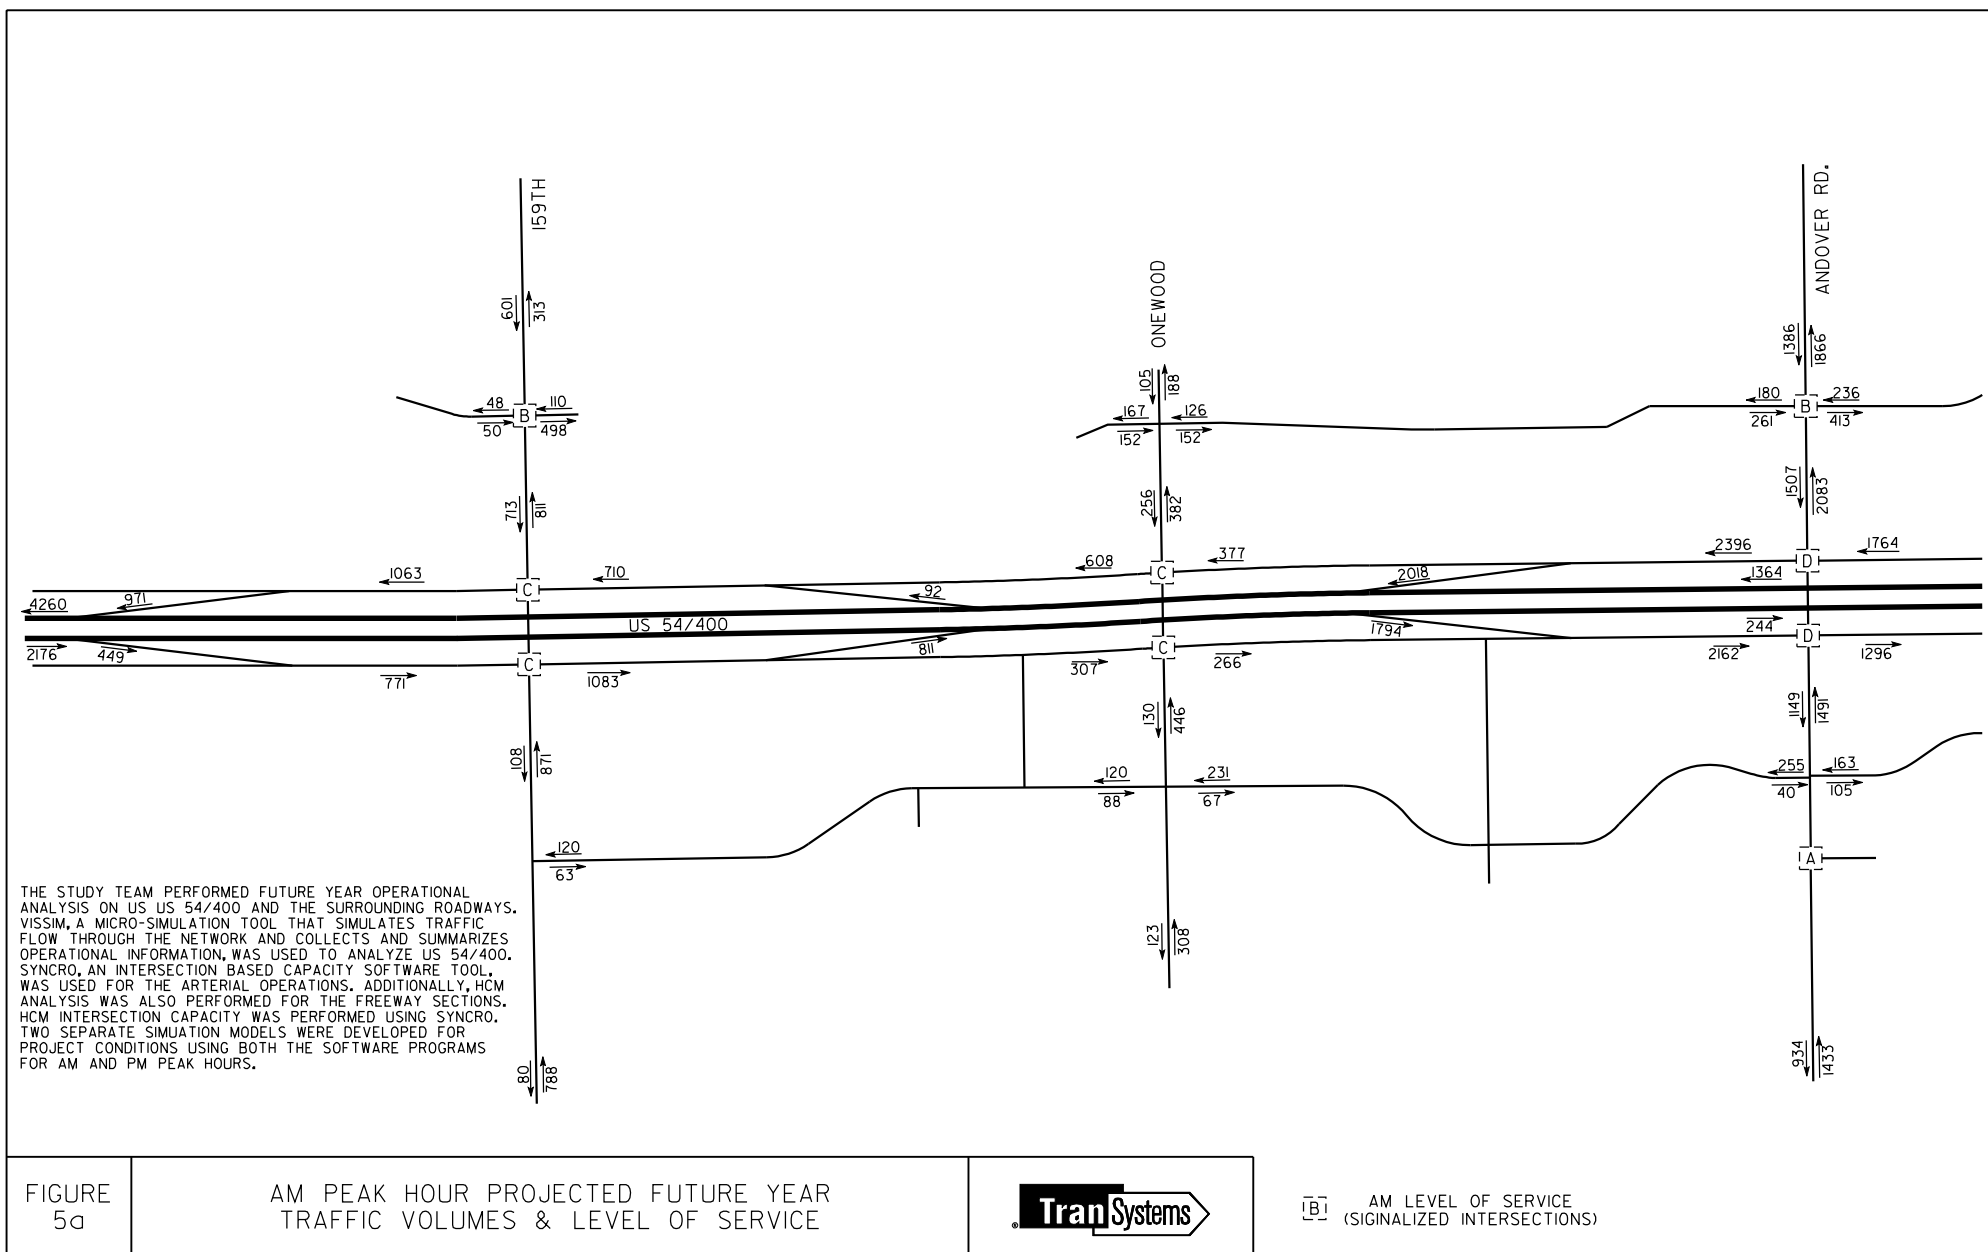 159TH
ONEWOOD
ANDOVER RD.
601
313
1386
1866
105
188
48
110
B
50
498
167
126
152
152
180
236
B
261
413
713
811
256
382
1507
2083
1063
710
C
608
377
C
2396
1764
D
4260
971
92
2018
1364
US 54/400
2176
449
811
1794
244
771
C
1083
307
C
266
2162
D
1296
108
871
130
446
1149
1491
120
231
88
67
255
163
40
105
120
63
A
123
308
80
788
934
1433
THE STUDY TEAM PERFORMED FUTURE YEAR OPERATIONAL
ANALYSIS ON US US 54/400 AND THE SURROUNDING ROADWAYS.
VISSIM, A MICRO-SIMULATION TOOL THAT SIMULATES TRAFFIC
FLOW THROUGH THE NETWORK AND COLLECTS AND SUMMARIZES
OPERATIONAL INFORMATION, WAS USED TO ANALYZE US 54/400.
SYNCRO, AN INTERSECTION BASED CAPACITY SOFTWARE TOOL,
WAS USED FOR THE ARTERIAL OPERATIONS. ADDITIONALLY, HCM
ANALYSIS WAS ALSO PERFORMED FOR THE FREEWAY SECTIONS.
HCM INTERSECTION CAPACITY WAS PERFORMED USING SYNCRO.
TWO SEPARATE SIMUATION MODELS WERE DEVELOPED FOR
PROJECT CONDITIONS USING BOTH THE SOFTWARE PROGRAMS
FOR AM AND PM PEAK HOURS.
FIGURE
5a
AM PEAK HOUR PROJECTED FUTURE YEAR
TRAFFIC VOLUMES & LEVEL OF SERVICE
® TranSystems
B
AM LEVEL OF SERVICE
(SIGINALIZED INTERSECTIONS)